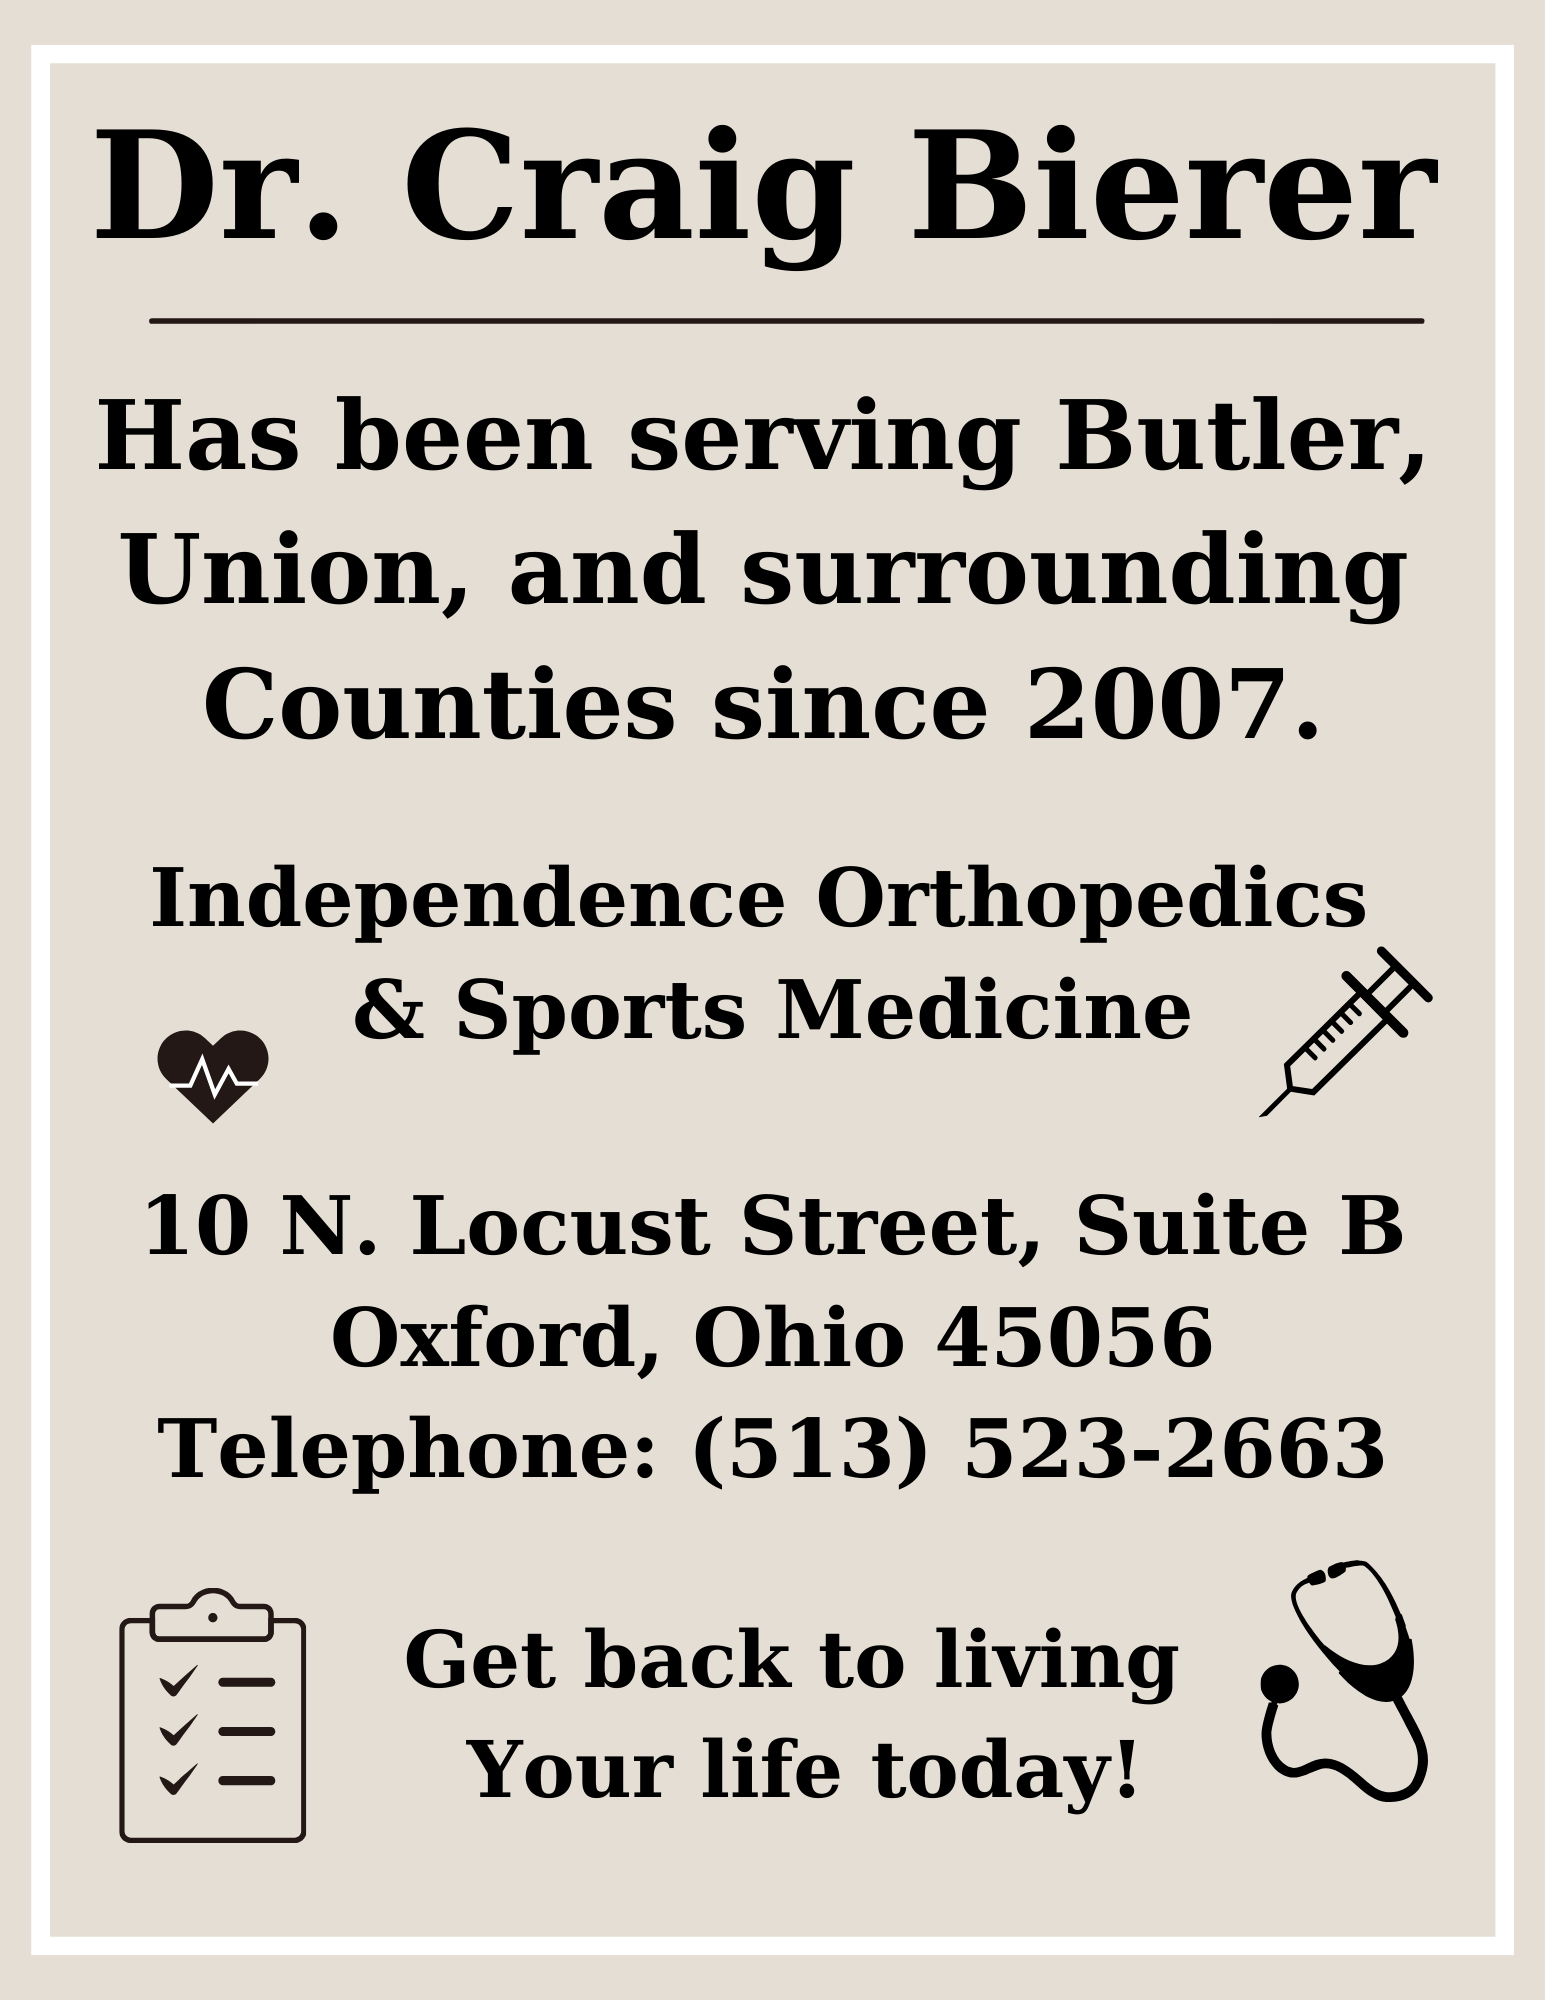 Dr. Craig Bierer
Has been serving Butler,
Union, and surrounding
Counties since 2007.
Independence Orthopedics
& Sports Medicine
10 N. Locust Street, Suite B
Oxford, Ohio 45056
Telephone: (513) 523-2663
Get back to living
Your life today!